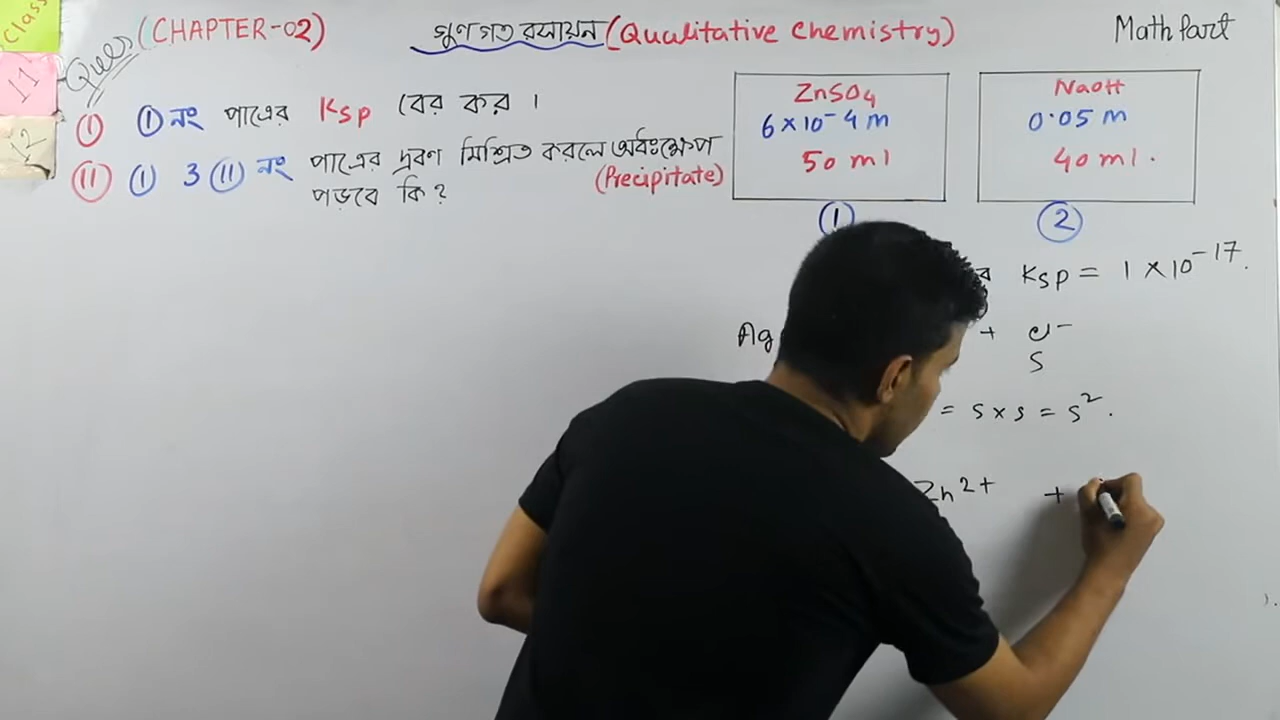 Class
11
12
Ques
(CHAPTER-02)
গুণগত রসায়ন (Qualitative Chemistry)
Math Part
i ① নং পাত্রের Ksp বের কর ।
ii ① ও ⅱ নং পাত্রের দ্রবণ মিশ্রিত করলে অধঃক্ষেপ
(Precipitate)
পড়বে কি ?
ZnSO4
6×10-4 m
50 ml
①
NaOH
0.05 m
40 ml.
②
Ksp = 1 × 10-17.
Ag + Cl-
S
= s × s = s2.
Zn2+ +